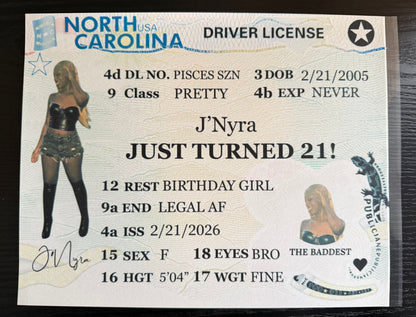 NORTH USA
CAROLINA
DRIVER LICENSE
4d DL NO. PISCES SZN 3 DOB 2/21/2005
9 Class PRETTY 4b EXP NEVER
J'Nyra
JUST TURNED 21!
12 REST BIRTHDAY GIRL
9a END LEGAL AF
4a ISS 2/21/2026
15 SEX F 18 EYES BRO
16 HGT 5'04" 17 WGT FINE
THE BADDEST
J'Nyra